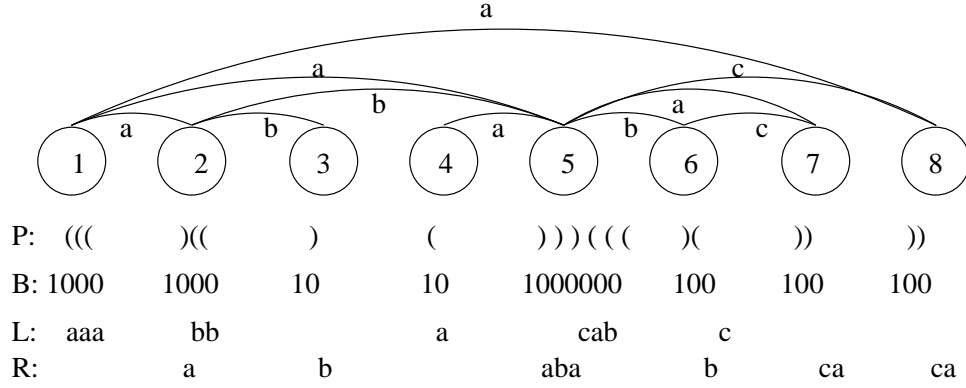 a
a c
b a
a b a b c
1 2 3 4 5 6 7 8
P: ((( )(( ) ( ) ) ) ( ( ( )( )) ))
B: 1000 1000 10 10 1000000 100 100 100
L: aaa bb a cab c
R: a b aba b ca ca